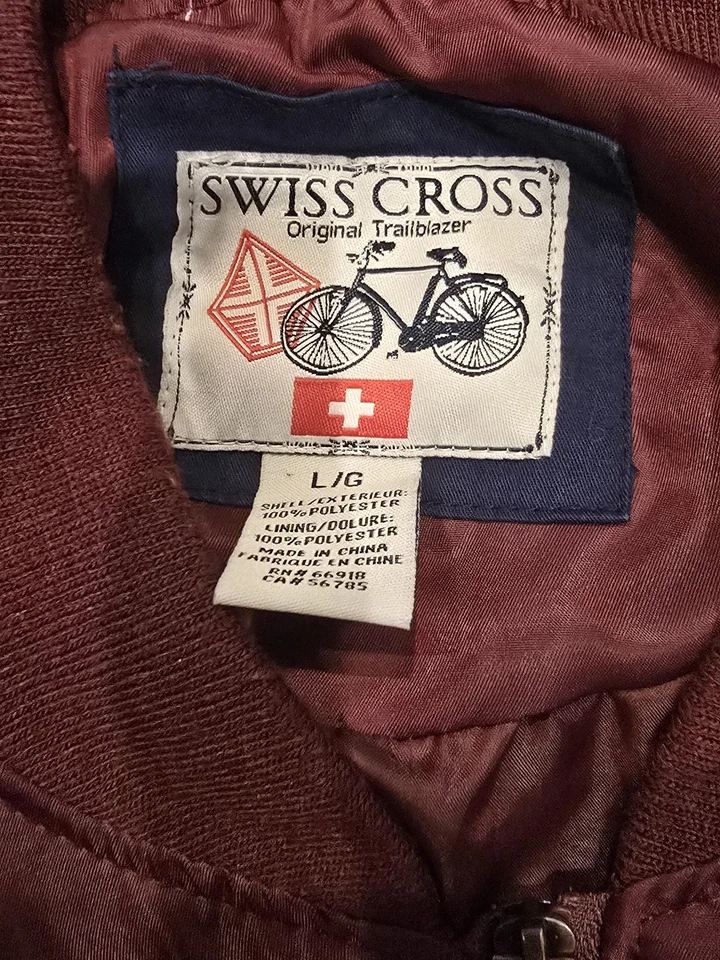 SWISS CROSS
Original Trailblazer
L/G
SHELL/EXTERIEUR:
100% POLYESTER
LINING/DOLURE:
100% POLYESTER
MADE IN CHINA
FABRIQUE EN CHINE
RN# 66918
CA# 56785